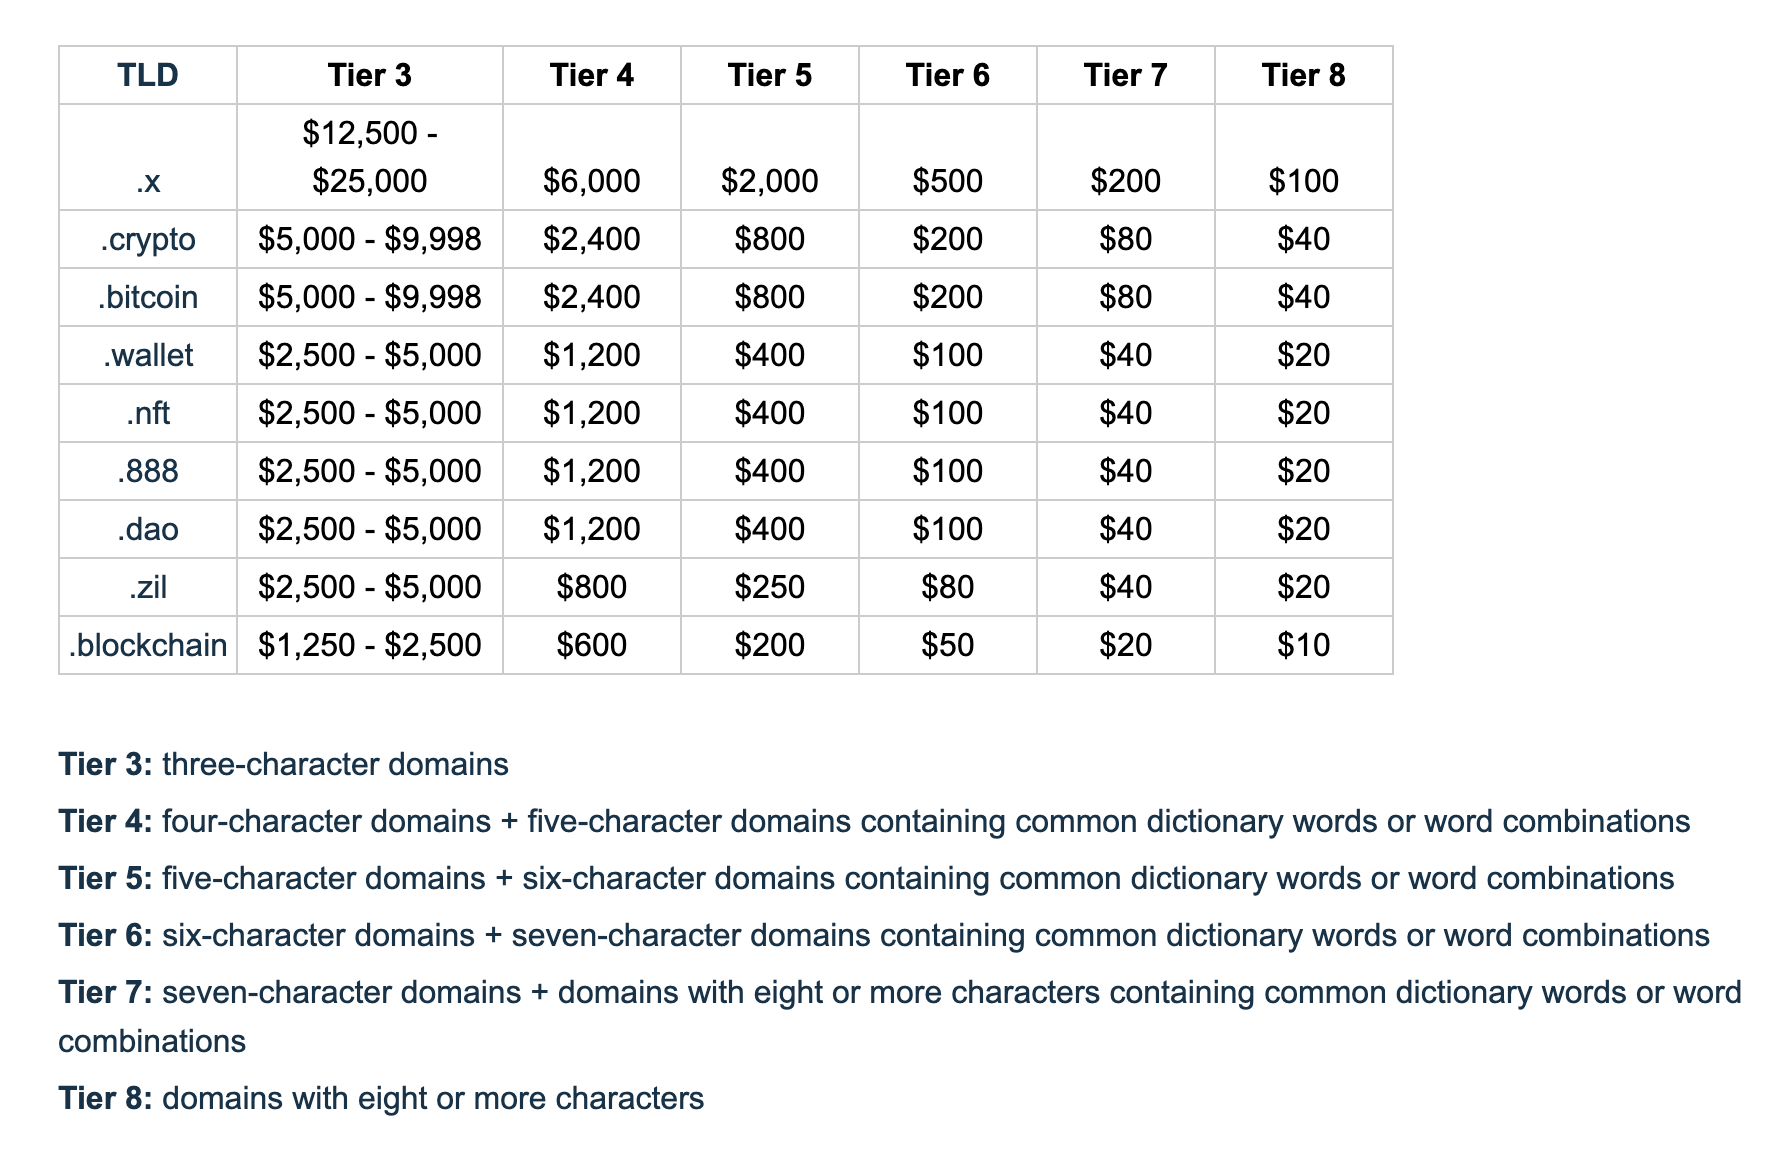 TLD Tier 3 Tier 4 Tier 5 Tier 6 Tier 7 Tier 8
$12,500 -
.x $25,000 $6,000 $2,000 $500 $200 $100
.crypto $5,000 - $9,998 $2,400 $800 $200 $80 $40
.bitcoin $5,000 - $9,998 $2,400 $800 $200 $80 $40
.wallet $2,500 - $5,000 $1,200 $400 $100 $40 $20
.nft $2,500 - $5,000 $1,200 $400 $100 $40 $20
.888 $2,500 - $5,000 $1,200 $400 $100 $40 $20
.dao $2,500 - $5,000 $1,200 $400 $100 $40 $20
.zil $2,500 - $5,000 $800 $250 $80 $40 $20
.blockchain $1,250 - $2,500 $600 $200 $50 $20 $10
Tier 3: three-character domains
Tier 4: four-character domains + five-character domains containing common dictionary words or word combinations
Tier 5: five-character domains + six-character domains containing common dictionary words or word combinations
Tier 6: six-character domains + seven-character domains containing common dictionary words or word combinations
Tier 7: seven-character domains + domains with eight or more characters containing common dictionary words or word
combinations
Tier 8: domains with eight or more characters